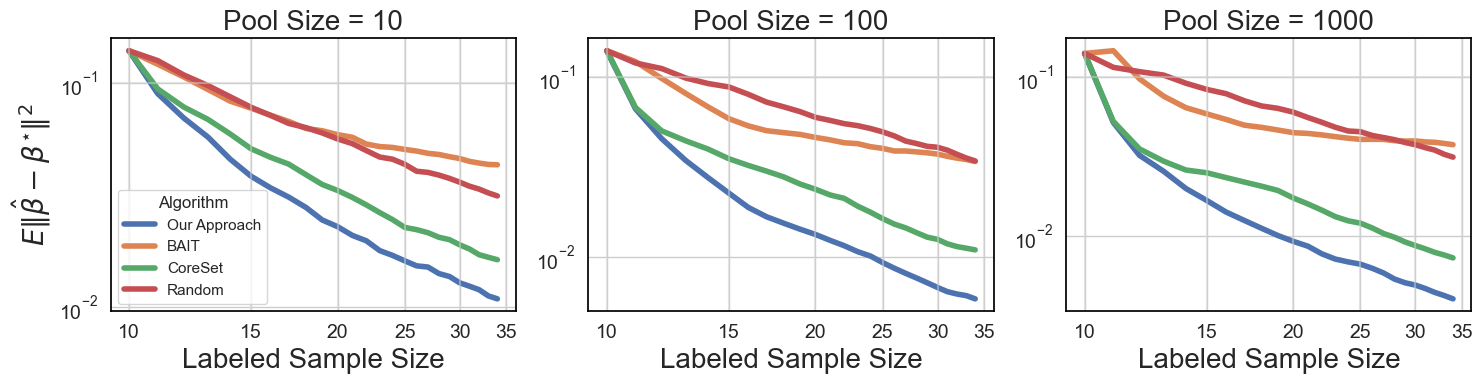 Pool Size = 10
Pool Size = 100
Pool Size = 1000
E‖β̂ − β⋆‖²
10⁻¹
10⁻²
10⁻¹
10⁻²
10⁻¹
10⁻²
Algorithm
Our Approach
BAIT
CoreSet
Random
10 15 20 25 30 35
10 15 20 25 30 35
10 15 20 25 30 35
Labeled Sample Size
Labeled Sample Size
Labeled Sample Size